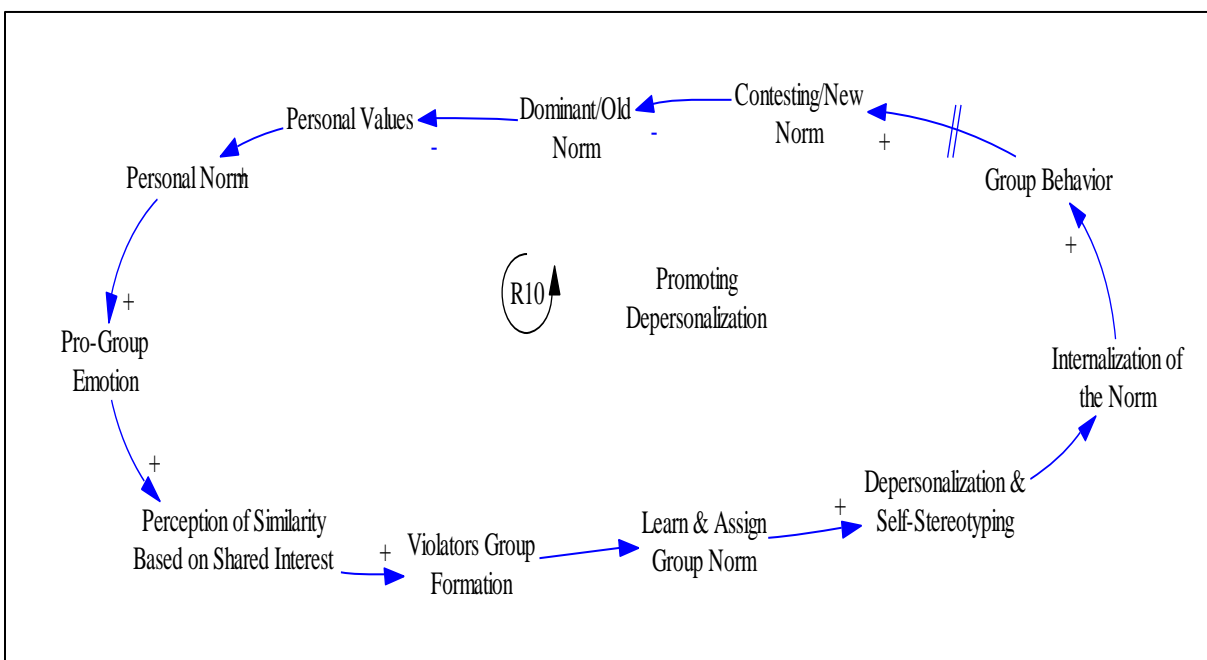 Contesting/New
Norm
Dominant/Old
Norm
Personal Values
Personal Norm
Group Behavior
+
-
-
+
+
R10
Promoting
Depersonalization
+
Pro-Group
Emotion
Internalization of
the Norm
+
Perception of Similarity
Based on Shared Interest
+
Violators Group
Formation
Learn & Assign
Group Norm
+
Depersonalization &
Self-Stereotyping